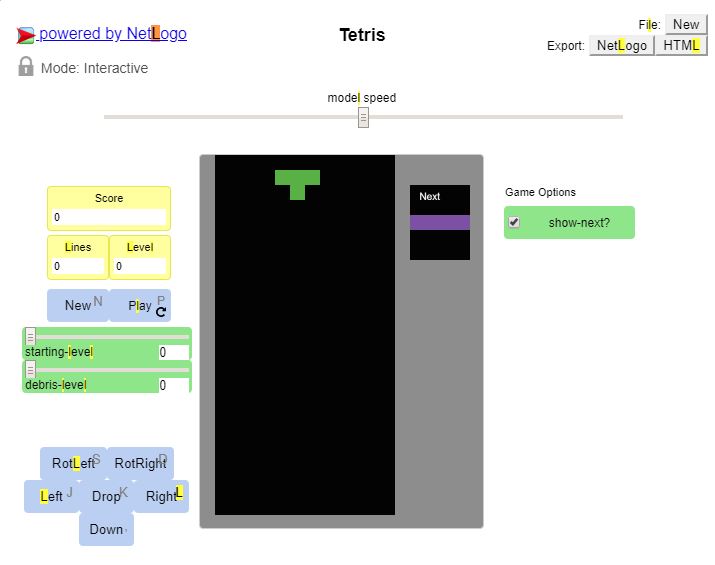 powered by NetLogo
Tetris
File: New
Export: NetLogo HTML
Mode: Interactive
model speed
Score
0
Lines Level
0 0
New N Play P
starting-level 0
debris-level 0
Next
Game Options
show-next?
RotLeft S RotRight D
Left J Drop K Right L
Down ,